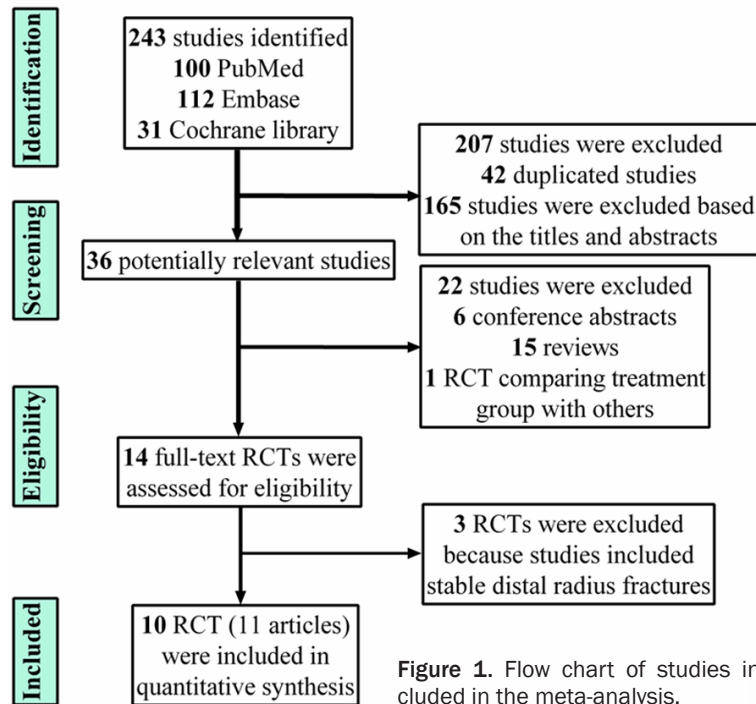 Identification
243 studies identified
100 PubMed
112 Embase
31 Cochrane library
207 studies were excluded
42 duplicated studies
165 studies were excluded based
on the titles and abstracts
Screening
36 potentially relevant studies
22 studies were excluded
6 conference abstracts
15 reviews
1 RCT comparing treatment
group with others
Eligibility
14 full-text RCTs were
assessed for eligibility
3 RCTs were excluded
because studies included
stable distal radius fractures
Included
10 RCT (11 articles)
were included in
quantitative synthesis
Figure 1. Flow chart of studies in-
cluded in the meta-analysis.